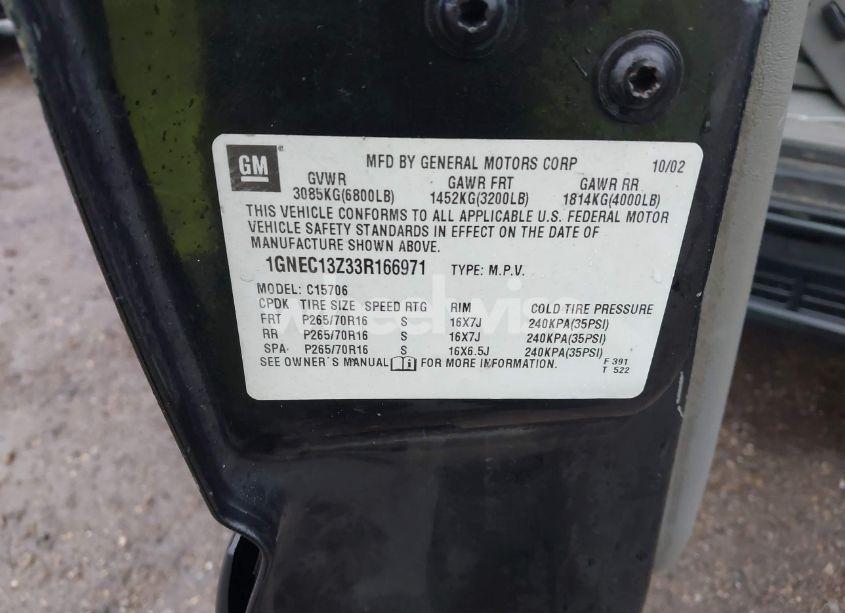 GM
MFD BY GENERAL MOTORS CORP 10/02
GVWR GAWR FRT GAWR RR
3085KG(6800LB) 1452KG(3200LB) 1814KG(4000LB)
THIS VEHICLE CONFORMS TO ALL APPLICABLE U.S. FEDERAL MOTOR
VEHICLE SAFETY STANDARDS IN EFFECT ON THE DATE OF
MANUFACTURE SHOWN ABOVE.
1GNEC13Z33R166971 TYPE: M.P.V.
MODEL: C15706
CPDK TIRE SIZE SPEED RTG RIM COLD TIRE PRESSURE
FRT P265/70R16 S 16X7J 240KPA(35PSI)
RR P265/70R16 S 16X7J 240KPA(35PSI)
SPA P265/70R16 S 16X6.5J 240KPA(35PSI)
SEE OWNER'S MANUAL FOR MORE INFORMATION.
F 391
T 522